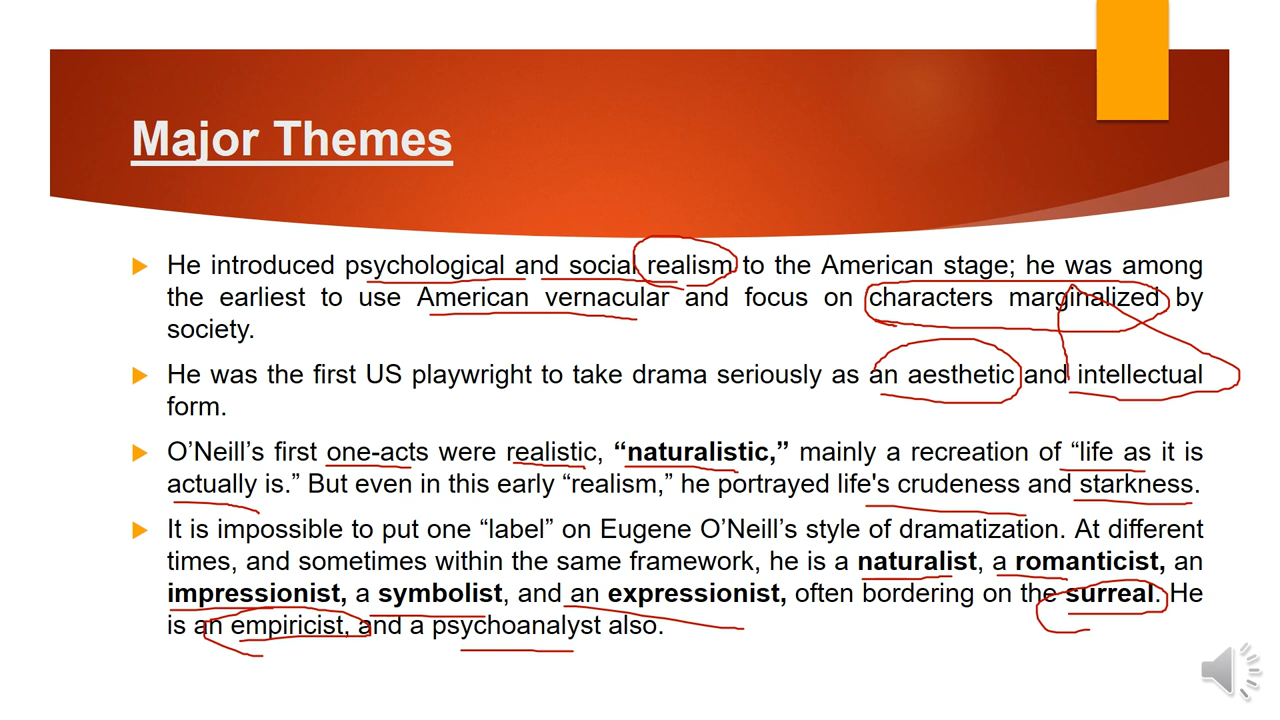 Major Themes
He introduced psychological and social realism to the American stage; he was among
the earliest to use American vernacular and focus on characters marginalized by
society.
He was the first US playwright to take drama seriously as an aesthetic and intellectual
form.
O’Neill’s first one-acts were realistic, “naturalistic,” mainly a recreation of “life as it is
actually is.” But even in this early “realism,” he portrayed life's crudeness and starkness.
It is impossible to put one “label” on Eugene O’Neill’s style of dramatization. At different
times, and sometimes within the same framework, he is a naturalist, a romanticist, an
impressionist, a symbolist, and an expressionist, often bordering on the surreal. He
is an empiricist, and a psychoanalyst also.